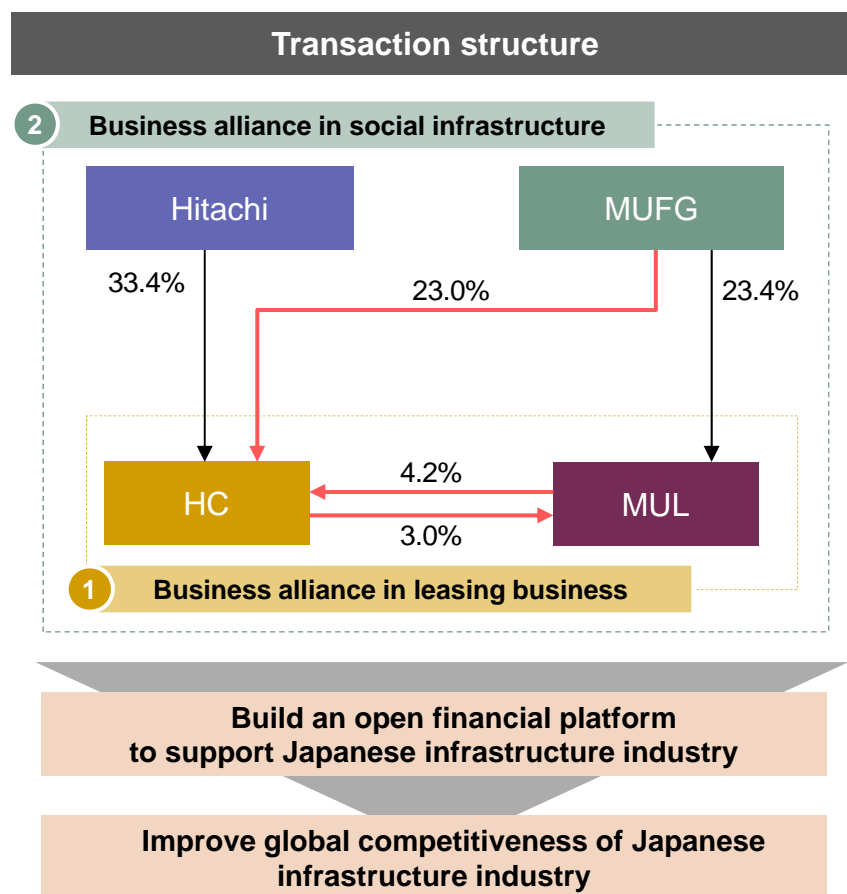 Transaction structure
2
Business alliance in social infrastructure
Hitachi
MUFG
33.4%
23.0%
23.4%
4.2%
HC
MUL
3.0%
1
Business alliance in leasing business
Build an open financial platform
to support Japanese infrastructure industry
Improve global competitiveness of Japanese
infrastructure industry